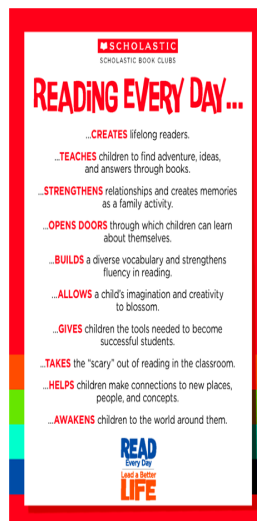 SCHOLASTIC
SCHOLASTIC BOOK CLUBS
READING EVERY DAY...
...CREATES lifelong readers.
...TEACHES children to find adventure, ideas,
and answers through books.
...STRENGTHENS relationships and creates memories
as a family activity.
...OPENS DOORS through which children can learn
about themselves.
...BUILDS a diverse vocabulary and strengthens
fluency in reading.
...ALLOWS a child's imagination and creativity
to blossom.
...GIVES children the tools needed to become
successful students.
...TAKES the “scary” out of reading in the classroom.
...HELPS children make connections to new places,
people, and concepts.
...AWAKENS children to the world around them.
READ
Every Day
Lead a Better
LIFE